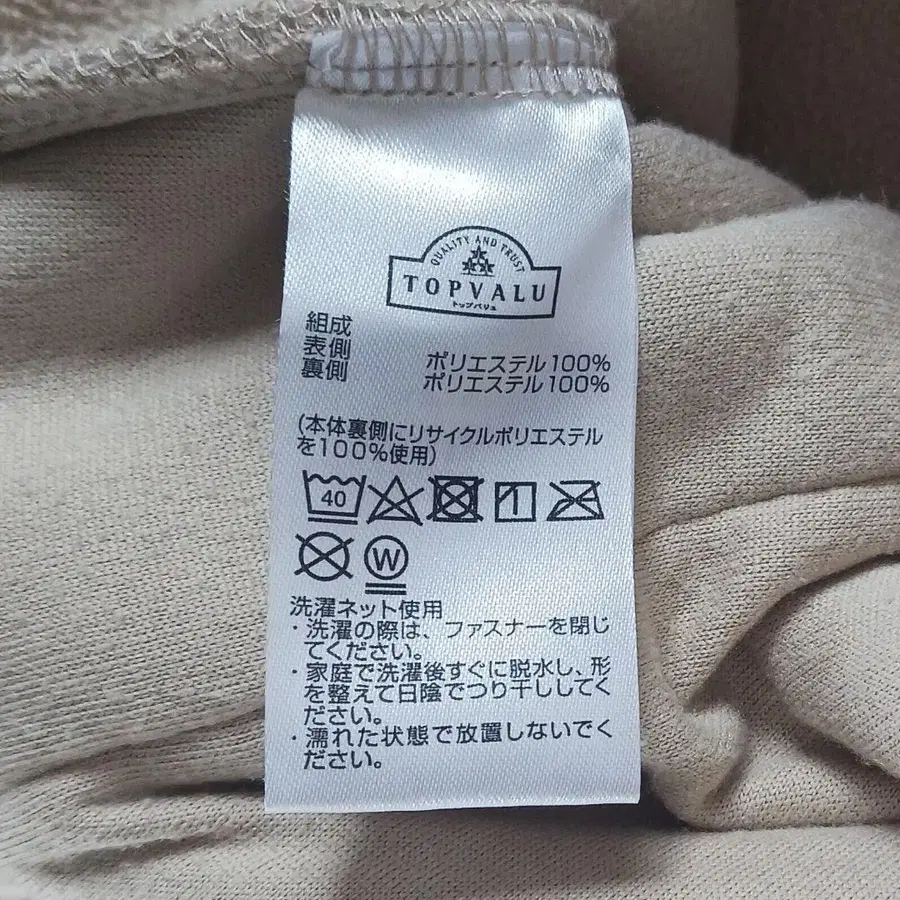 QUALITY AND TRUST
TOPVALU
トップバリュ
組成
表側 ポリエステル100%
裏側 ポリエステル100%
(本体裏側にリサイクルポリエステル
を100%使用)
40
W
洗濯ネット使用
・洗濯の際は、ファスナーを閉じ
てください。
・家庭で洗濯後すぐに脱水し、形
を整えて日陰でつり干ししてく
ださい。
・濡れた状態で放置しないでく
ださい。